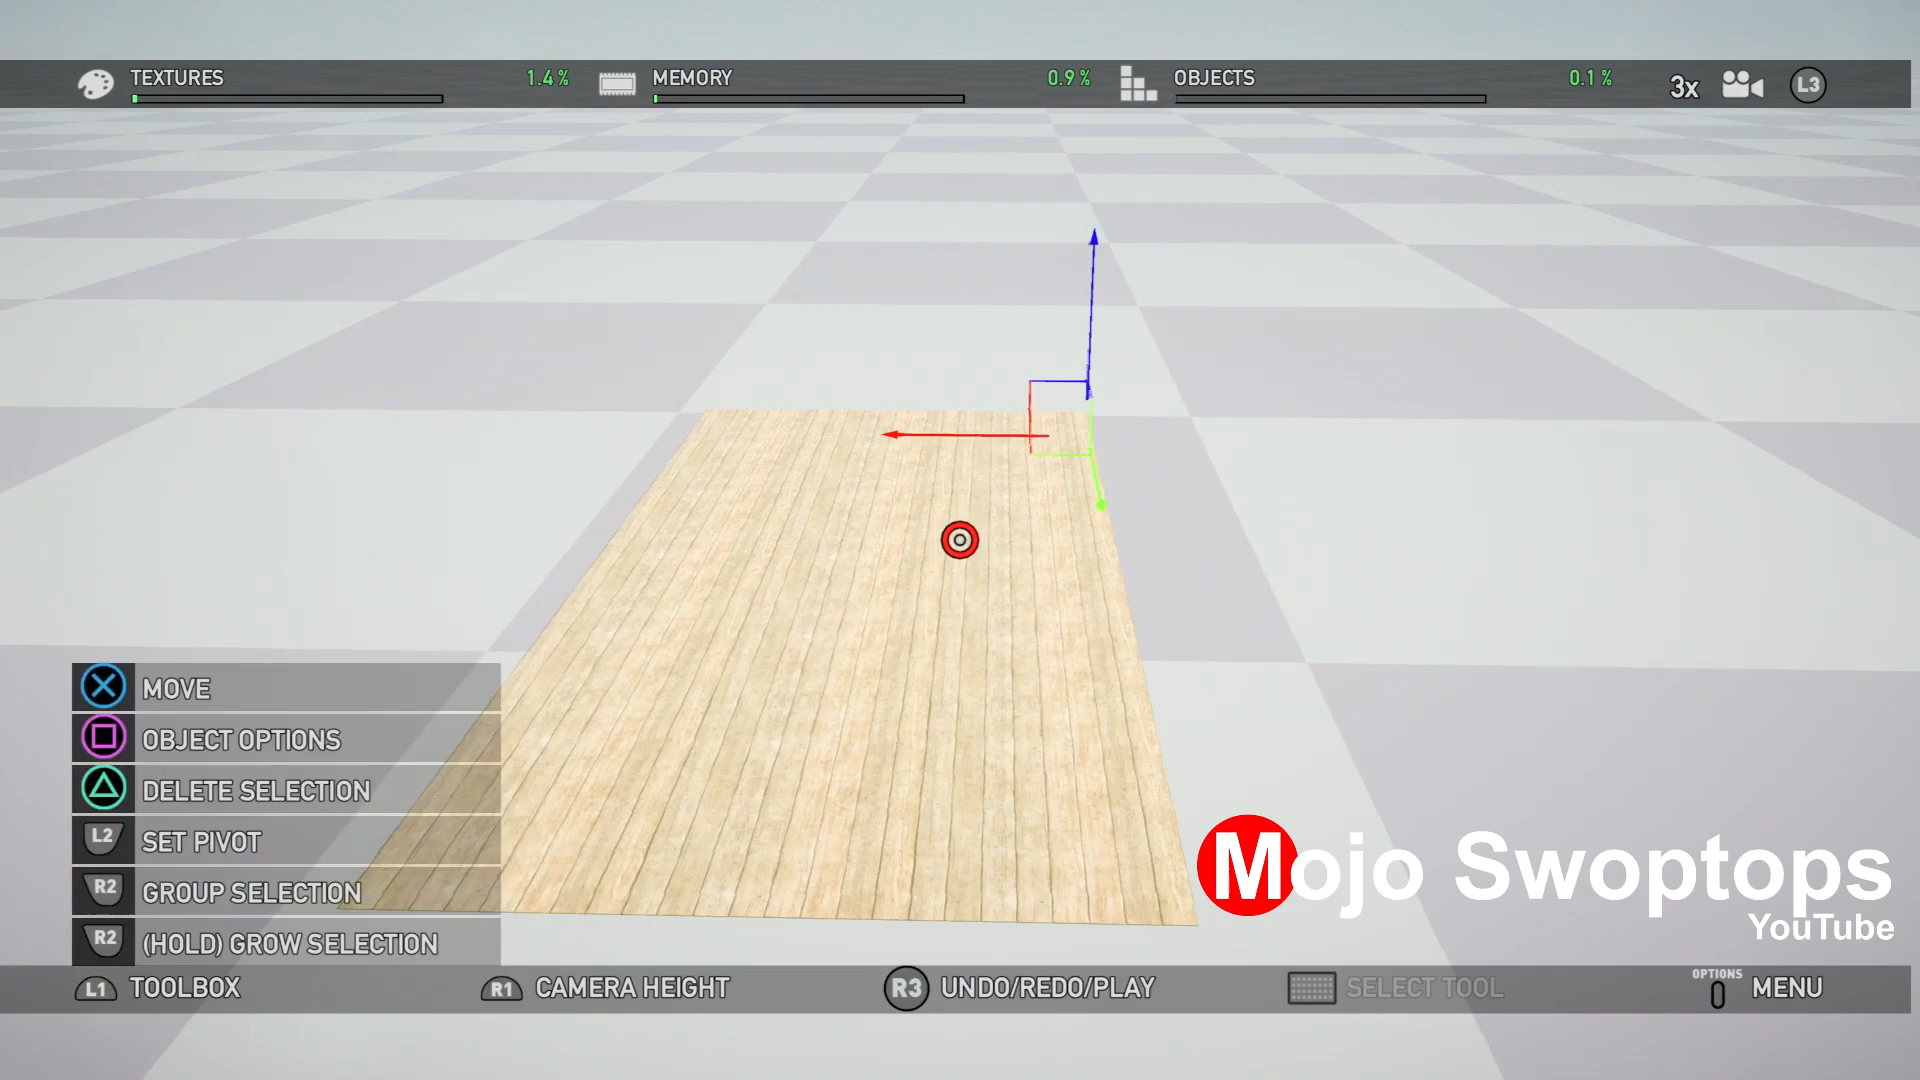 TEXTURES 1.4% MEMORY 0.9% OBJECTS 0.1% 3x L3
MOVE
OBJECT OPTIONS
DELETE SELECTION
L2 SET PIVOT
R2 GROUP SELECTION
R2 (HOLD) GROW SELECTION
Mojo Swoptops
YouTube
L1 TOOLBOX R1 CAMERA HEIGHT R3 UNDO/REDO/PLAY SELECT TOOL OPTIONS MENU